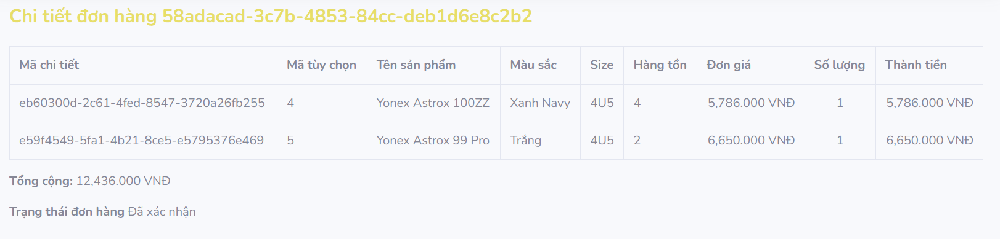 Chi tiết đơn hàng 58adacad-3c7b-4853-84cc-deb1d6e8c2b2
Mã chi tiết Mã tùy chọn Tên sản phẩm Màu sắc Size Hàng tồn Đơn giá Số lượng Thành tiền
eb60300d-2c61-4fed-8547-3720a26fb255 4 Yonex Astrox 100ZZ Xanh Navy 4U5 4 5,786.000 VNĐ 1 5,786.000 VNĐ
e59f4549-5fa1-4b21-8ce5-e5795376e469 5 Yonex Astrox 99 Pro Trắng 4U5 2 6,650.000 VNĐ 1 6,650.000 VNĐ
Tổng cộng: 12,436.000 VNĐ
Trạng thái đơn hàng Đã xác nhận